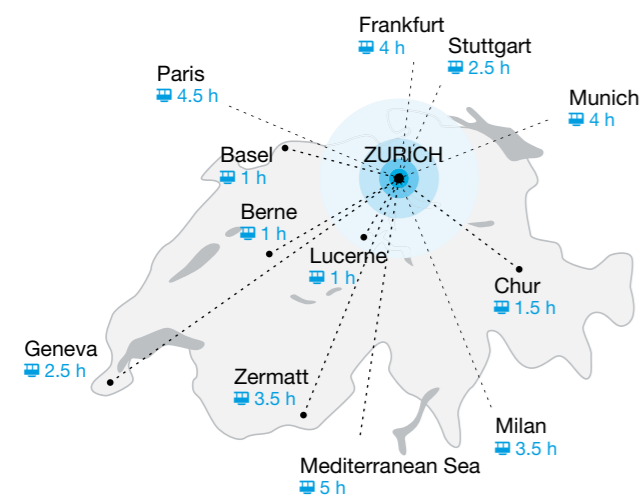 Frankfurt
4 h
Stuttgart
2.5 h
Paris
4.5 h
Munich
4 h
Basel
1 h
ZURICH
Berne
1 h
Lucerne
1 h
Chur
1.5 h
Geneva
2.5 h
Zermatt
3.5 h
Milan
3.5 h
Mediterranean Sea
5 h